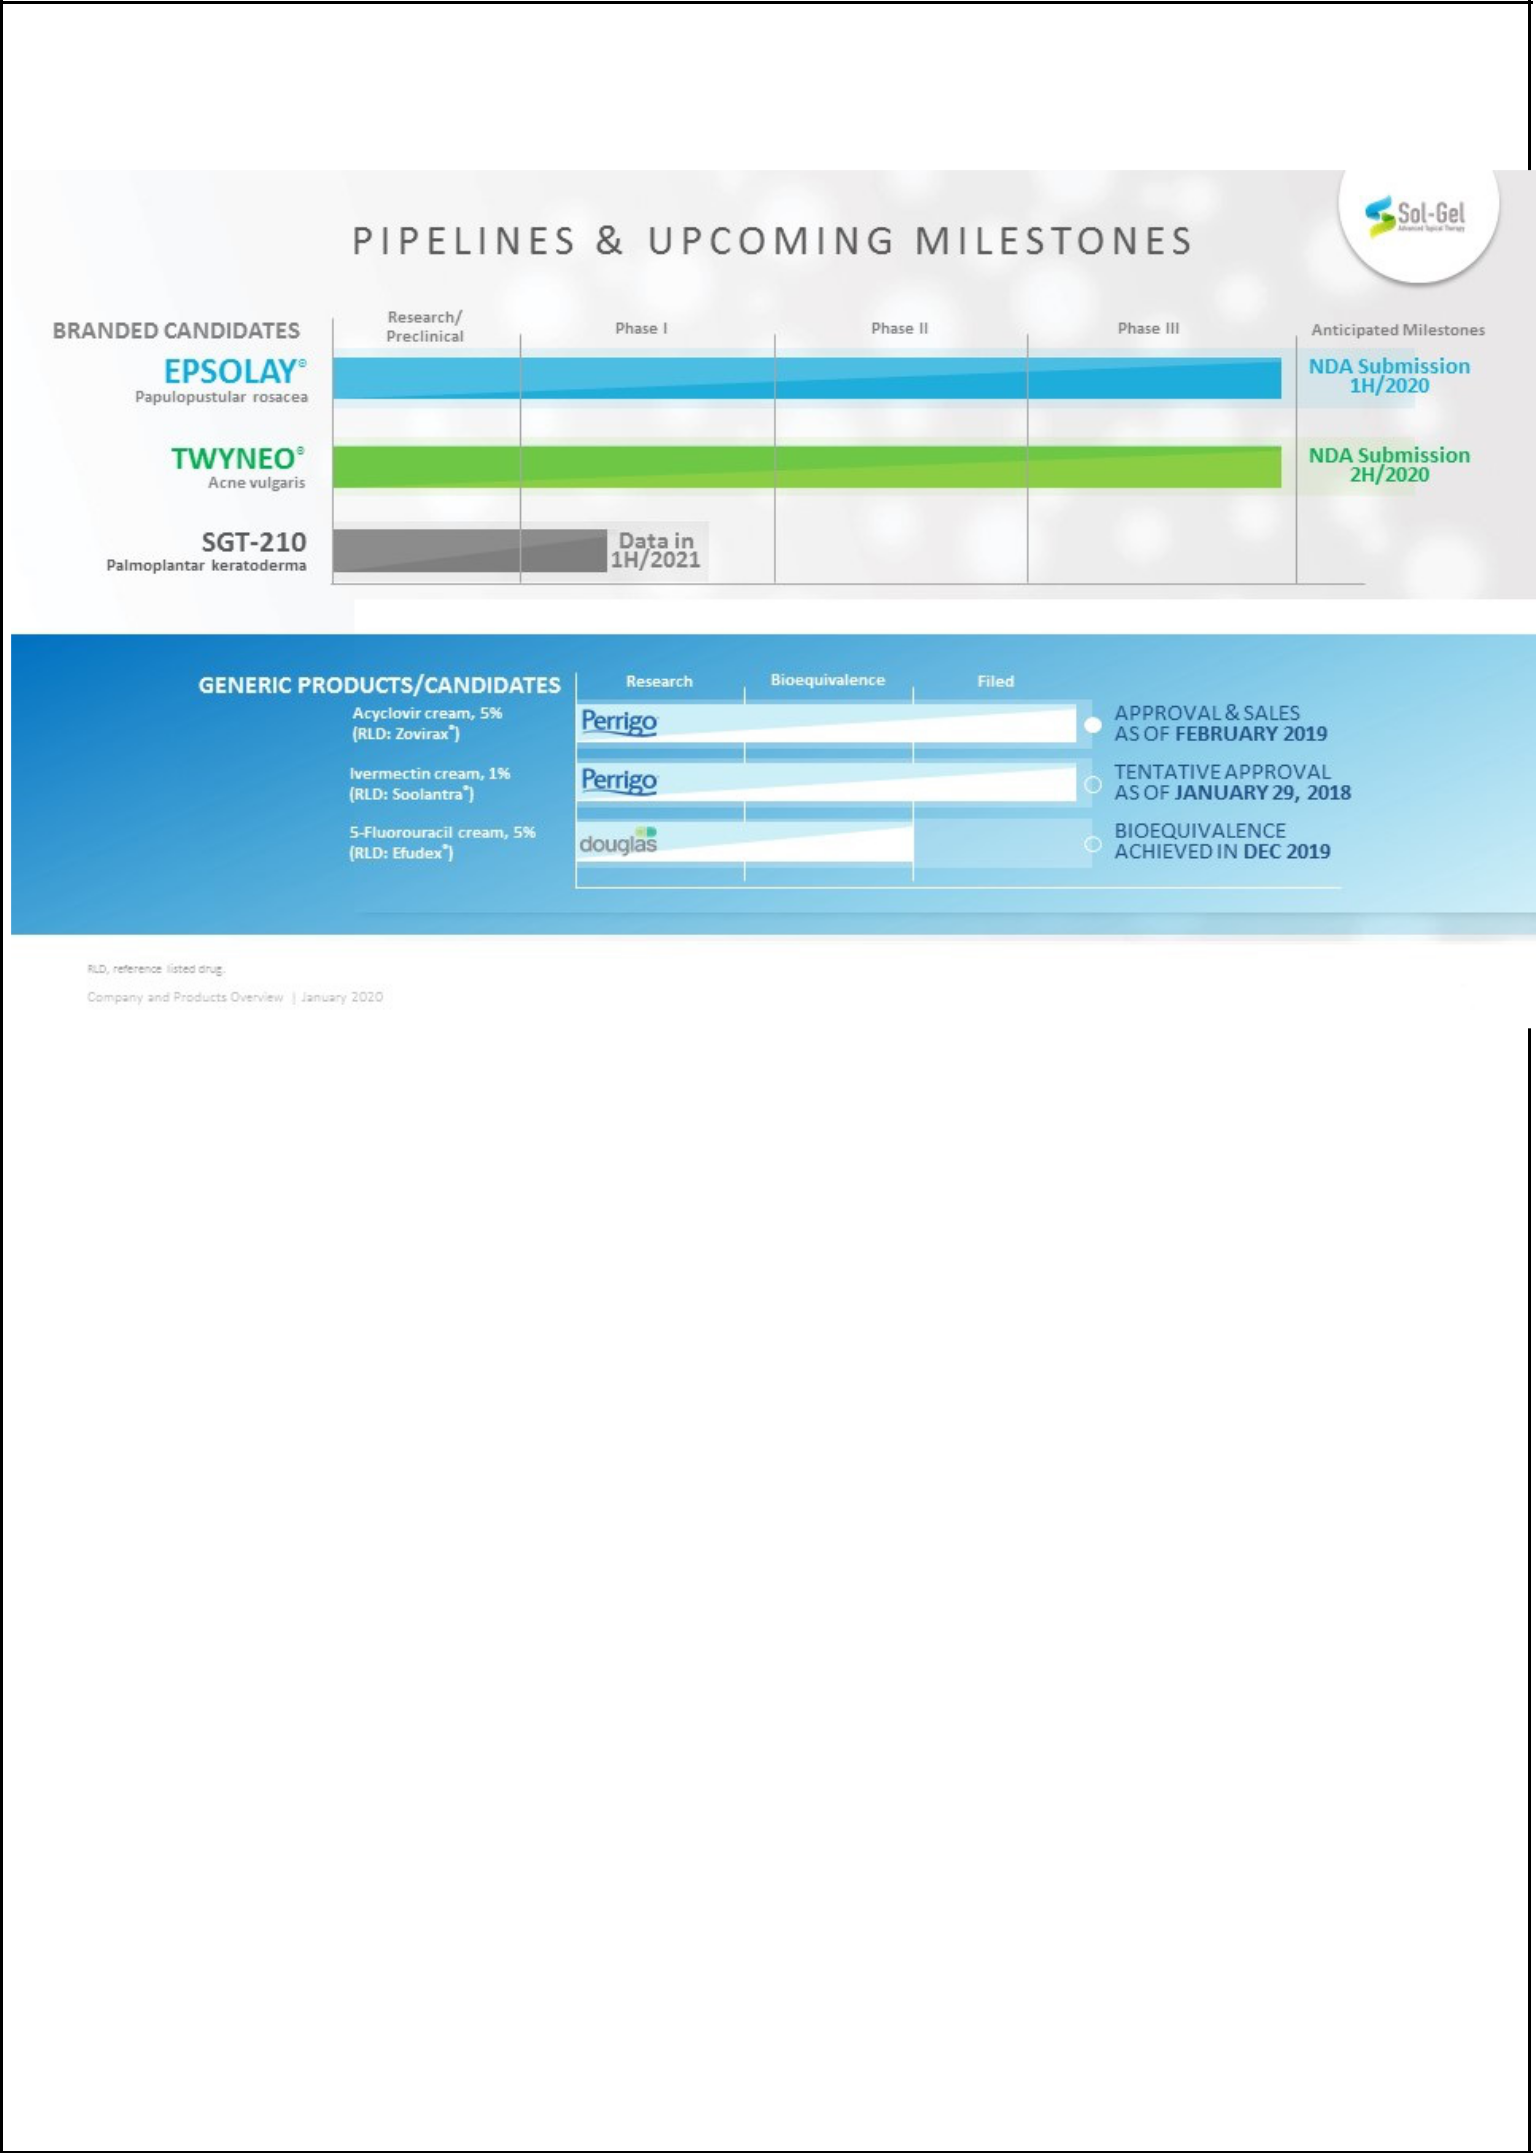 Sol-Gel
Advanced Topical Therapy
PIPELINES & UPCOMING MILESTONES
BRANDED CANDIDATES
Research/
Preclinical
Phase I
Phase II
Phase III
Anticipated Milestones
EPSOLAY®
Papulopustular rosacea
NDA Submission
1H/2020
TWYNEO®
Acne vulgaris
NDA Submission
2H/2020
SGT-210
Palmoplantar keratoderma
Data in
1H/2021
GENERIC PRODUCTS/CANDIDATES
Research
Bioequivalence
Filed
Acyclovir cream, 5%
(RLD: Zovirax®)
Perrigo
APPROVAL & SALES
AS OF FEBRUARY 2019
Ivermectin cream, 1%
(RLD: Soolantra®)
Perrigo
TENTATIVE APPROVAL
AS OF JANUARY 29, 2018
5-Fluorouracil cream, 5%
(RLD: Efudex®)
douglas
BIOEQUIVALENCE
ACHIEVED IN DEC 2019
RLD, reference listed drug.
Company and Products Overview | January 2020